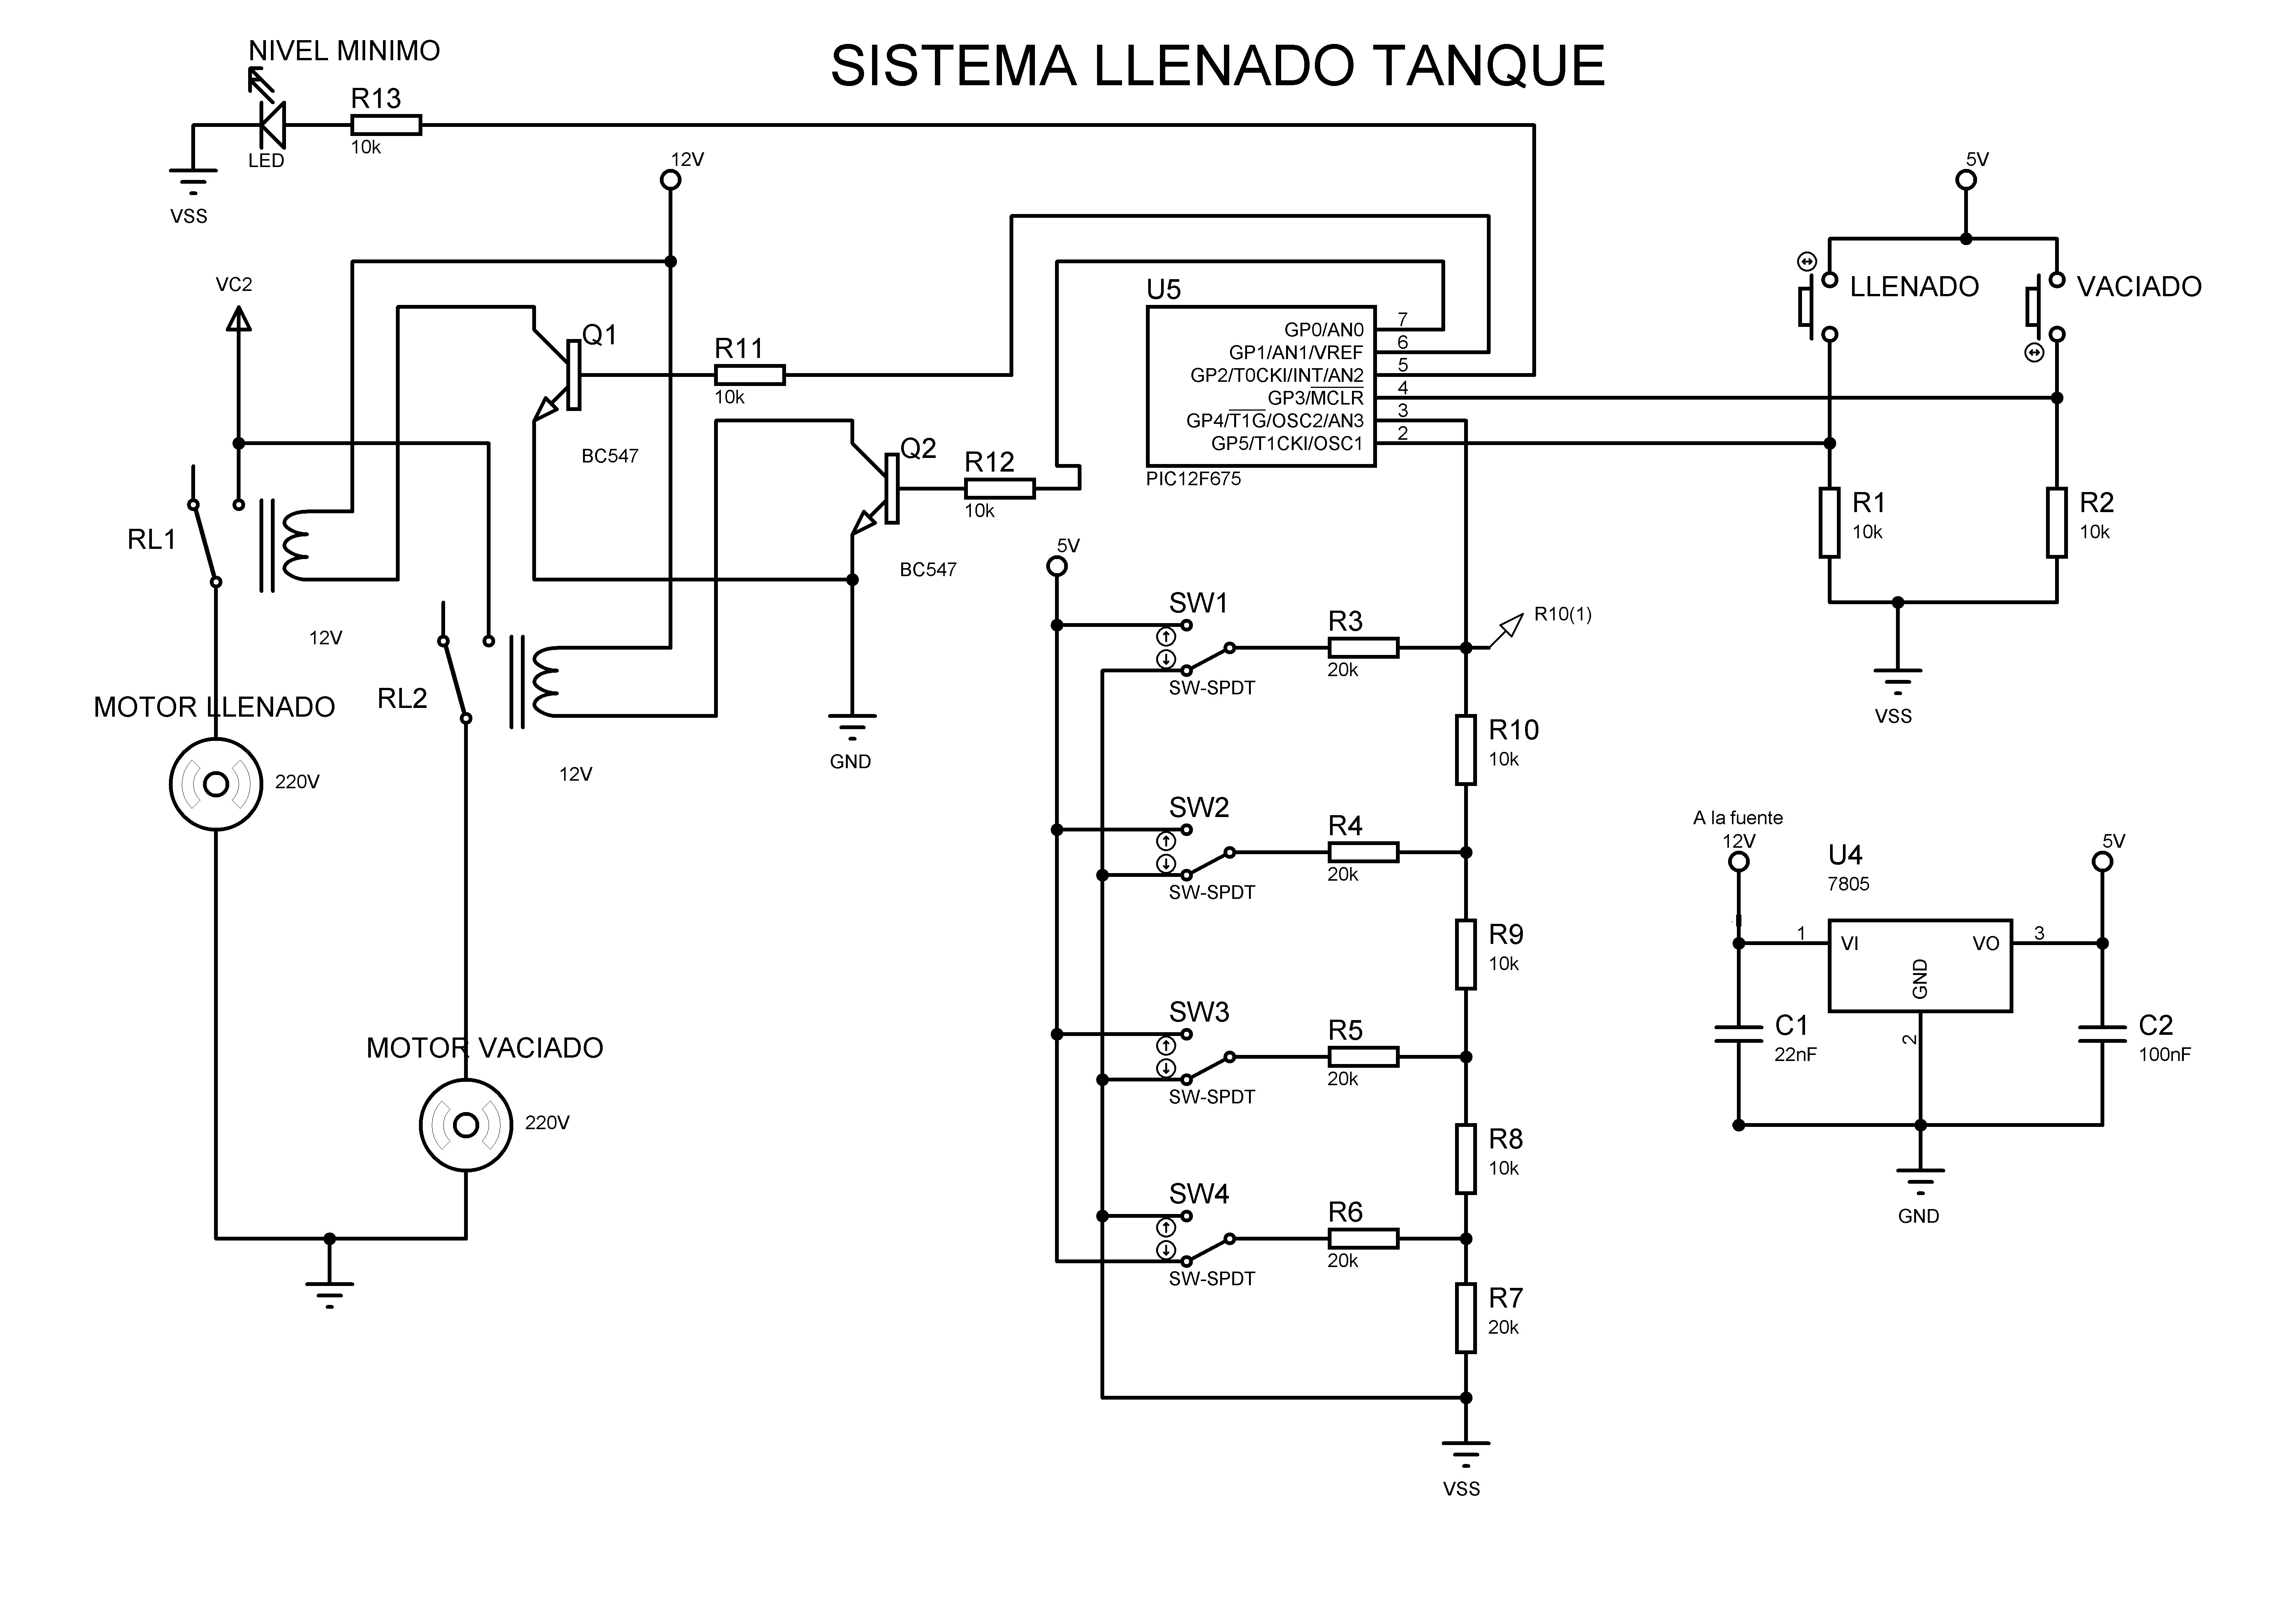 SISTEMA LLENADO TANQUE
NIVEL MINIMO
R13
10k
LED
VSS
12V
VC2
Q1
BC547
R11
10k
Q2
BC547
R12
10k
RL1
12V
RL2
12V
MOTOR LLENADO
220V
MOTOR VACIADO
220V
GND
U5
GP0/AN0
GP1/AN1/VREF
GP2/T0CKI/INT/AN2
GP3/MCLR
GP4/T1G/OSC2/AN3
GP5/T1CKI/OSC1
7
6
5
4
3
2
PIC12F675
5V
LLENADO
VACIADO
R1
10k
R2
10k
VSS
5V
SW1
SW-SPDT
R3
20k
R10(1)
R10
10k
SW2
SW-SPDT
R4
20k
R9
10k
SW3
SW-SPDT
R5
20k
R8
10k
SW4
SW-SPDT
R6
20k
R7
20k
VSS
A la fuente
12V
U4
7805
5V
1
VI
VO
3
GND
2
C1
22nF
C2
100nF
GND